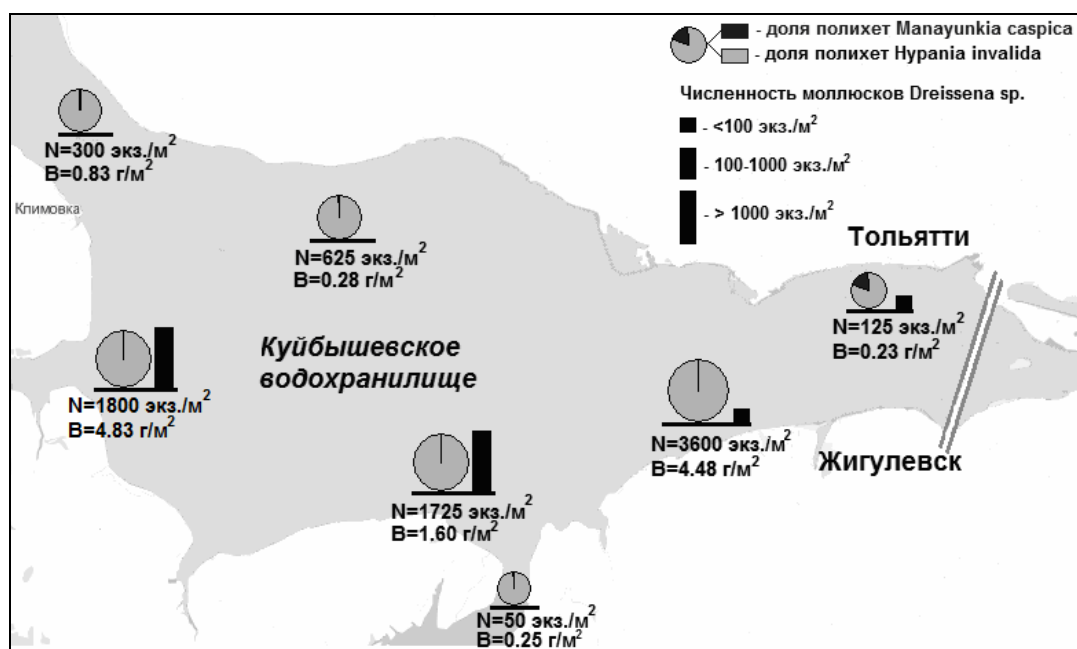 - доля полихет Manayunkia caspica
- доля полихет Hypania invalida
Численность моллюсков Dreissena sp.
- <100 экз./м²
- 100-1000 экз./м²
- > 1000 экз./м²
N=300 экз./м²
B=0.83 г/м²
Климовка
N=625 экз./м²
B=0.28 г/м²
Тольятти
N=125 экз./м²
B=0.23 г/м²
Куйбышевское
водохранилище
N=1800 экз./м²
B=4.83 г/м²
N=3600 экз./м²
B=4.48 г/м²
Жигулевск
N=1725 экз./м²
B=1.60 г/м²
N=50 экз./м²
B=0.25 г/м²